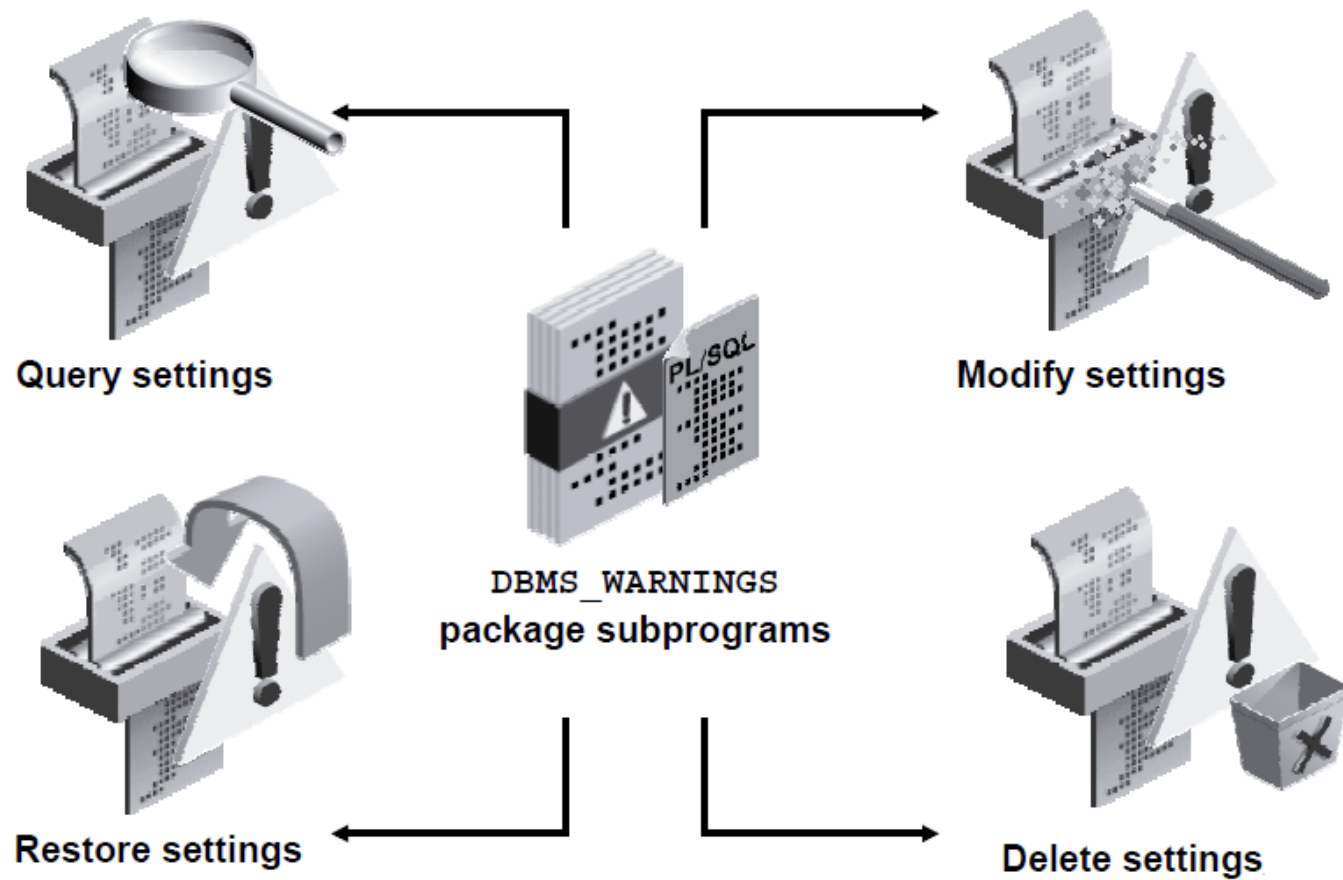 Query settings
Modify settings
PL/SQL
DBMS_WARNINGS
package subprograms
Restore settings
Delete settings